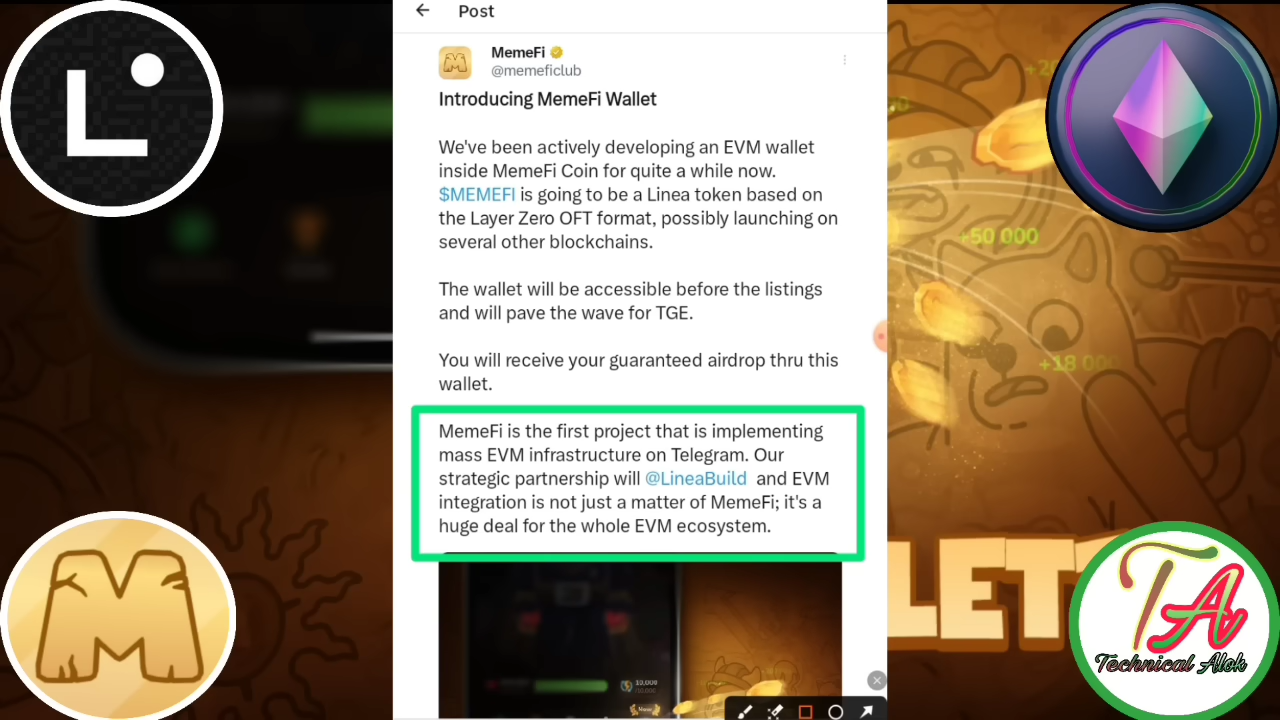 Post
MemeFi
@memeficlub
Introducing MemeFi Wallet
We've been actively developing an EVM wallet
inside MemeFi Coin for quite a while now.
$MEMEFI is going to be a Linea token based on
the Layer Zero OFT format, possibly launching on
several other blockchains.
The wallet will be accessible before the listings
and will pave the wave for TGE.
You will receive your guaranteed airdrop thru this
wallet.
MemeFi is the first project that is implementing
mass EVM infrastructure on Telegram. Our
strategic partnership will @LineaBuild and EVM
integration is not just a matter of MemeFi; it's a
huge deal for the whole EVM ecosystem.
10,000
+50 000
+18 000
LET
L
M
TA
Technical Alok